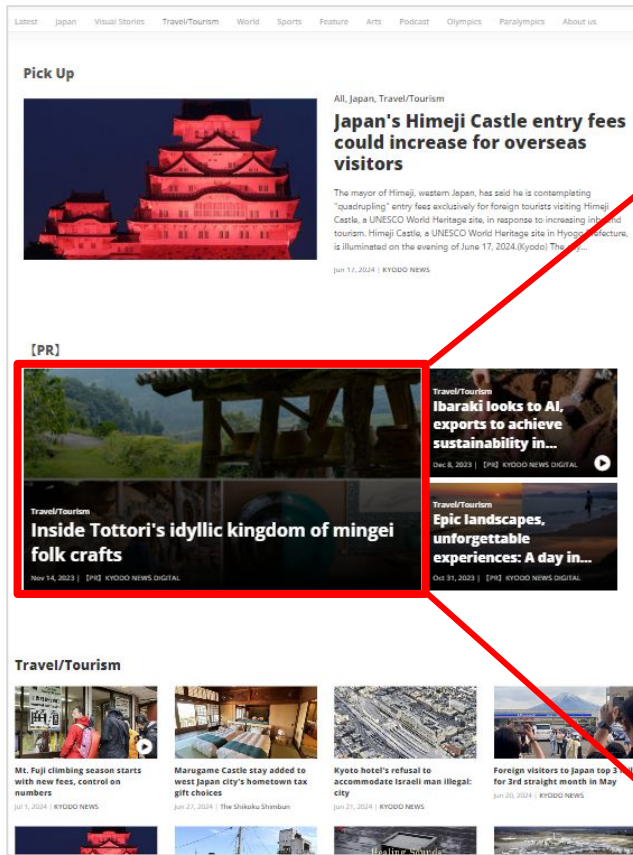 Latest Japan Visual Stories Travel/Tourism World Sports Feature Arts Podcast Olympics Paralympics About us
Pick Up
All, Japan, Travel/Tourism
Japan's Himeji Castle entry fees
could increase for overseas
visitors
The mayor of Himeji, western Japan, has said he is contemplating
"quadrupling" entry fees exclusively for foreign tourists visiting Himeji
Castle, a UNESCO World Heritage site, in response to increasing inbound
tourism. Himeji Castle, a UNESCO World Heritage site in Hyogo Prefecture,
is illuminated on the evening of June 17, 2024.(Kyodo) The
Jun 17, 2024 | KYODO NEWS
【PR】
Travel/Tourism
Inside Tottori's idyllic kingdom of mingei
folk crafts
Nov 14, 2023 | 【PR】 KYODO NEWS DIGITAL
Travel/Tourism
Ibaraki looks to AI,
exports to achieve
sustainability in...
Dec 8, 2023 | 【PR】 KYODO NEWS DIGITAL
Travel/Tourism
Epic landscapes,
unforgettable
experiences: A day in...
Oct 31, 2023 | 【PR】 KYODO NEWS DIGITAL
Travel/Tourism
Mt. Fuji climbing season starts
with new fees, control on
numbers
Jul 1, 2024 | KYODO NEWS
Marugame Castle stay added to
west Japan city's hometown tax
gift choices
Jun 27, 2024 | The Shikoku Shimbun
Kyoto hotel's refusal to
accommodate Israeli man illegal:
city
Jun 21, 2024 | KYODO NEWS
Foreign visitors to Japan top 3
for 3rd straight month in May
Jun 20, 2024 | KYODO NEWS
Healing Sounds